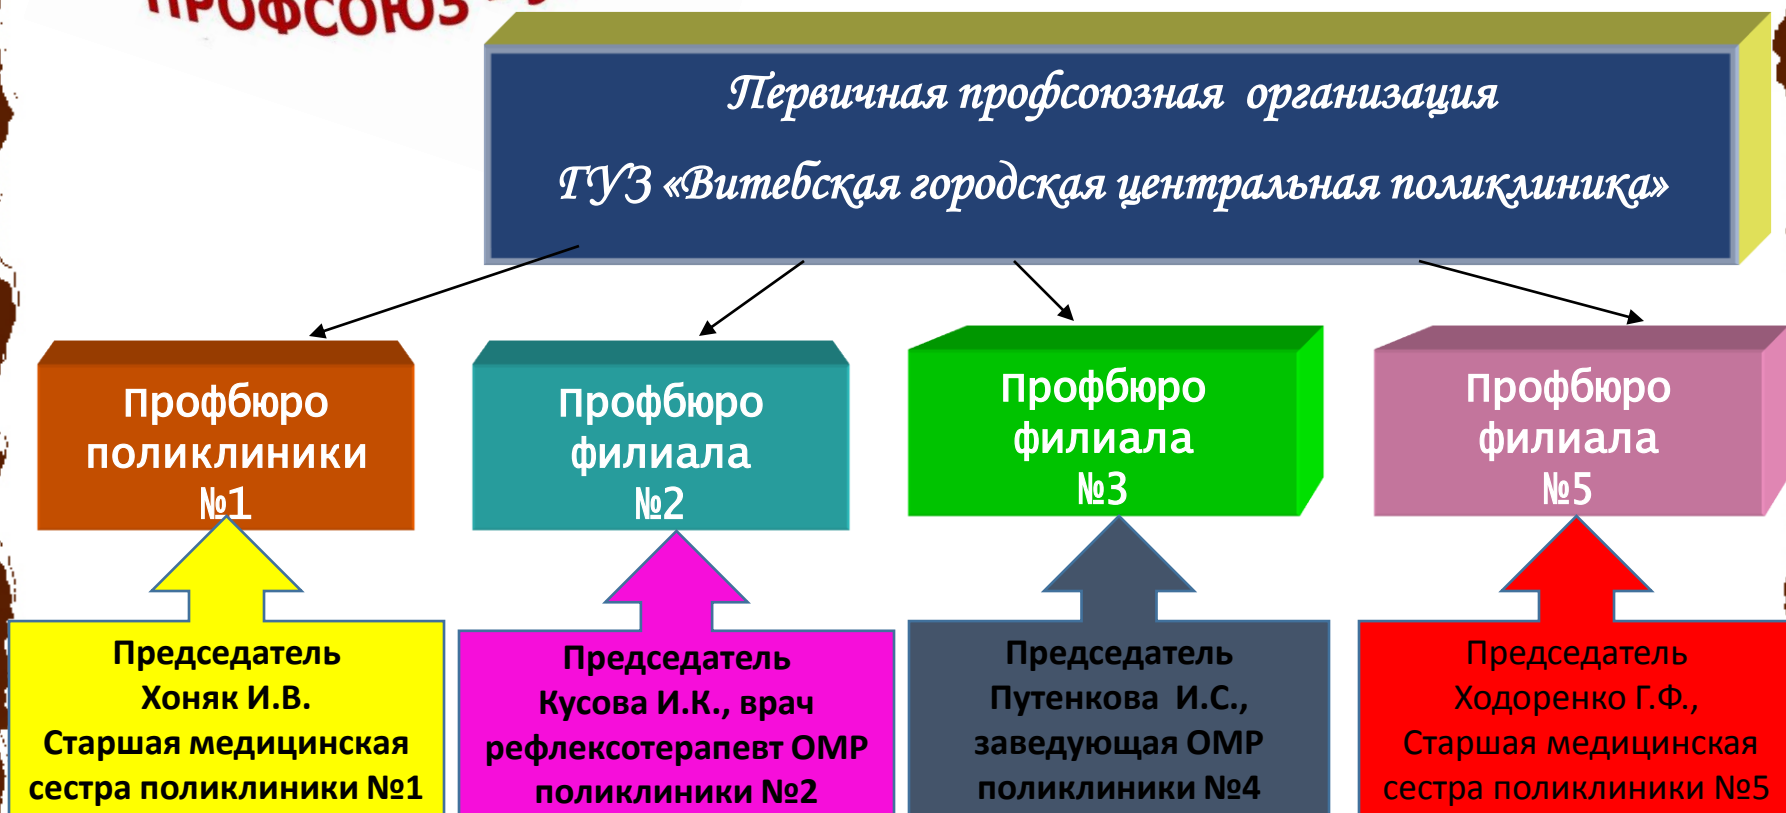 ПРОФСОЮЗ
Первичная профсоюзная организация
ГУЗ «Витебская городская центральная поликлиника»
Профбюро
поликлиники
№1
Профбюро
филиала
№2
Профбюро
филиала
№3
Профбюро
филиала
№5
Председатель
Хоняк И.В.
Старшая медицинская
сестра поликлиники №1
Председатель
Кусова И.К., врач
рефлексотерапевт ОМР
поликлиники №2
Председатель
Путенкова И.С.,
заведующая ОМР
поликлиники №4
Председатель
Ходоренко Г.Ф.,
Старшая медицинская
сестра поликлиники №5